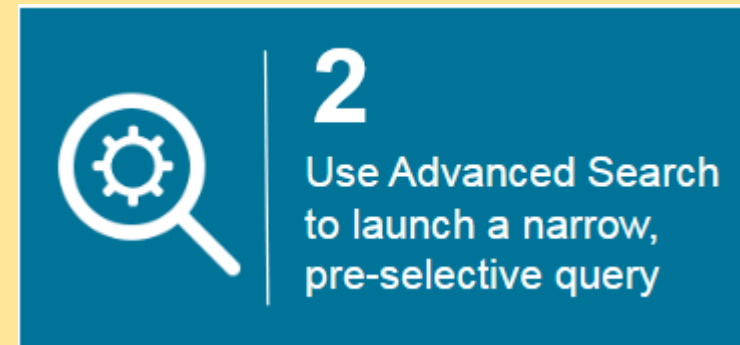 2
Use Advanced Search
to launch a narrow,
pre-selective query